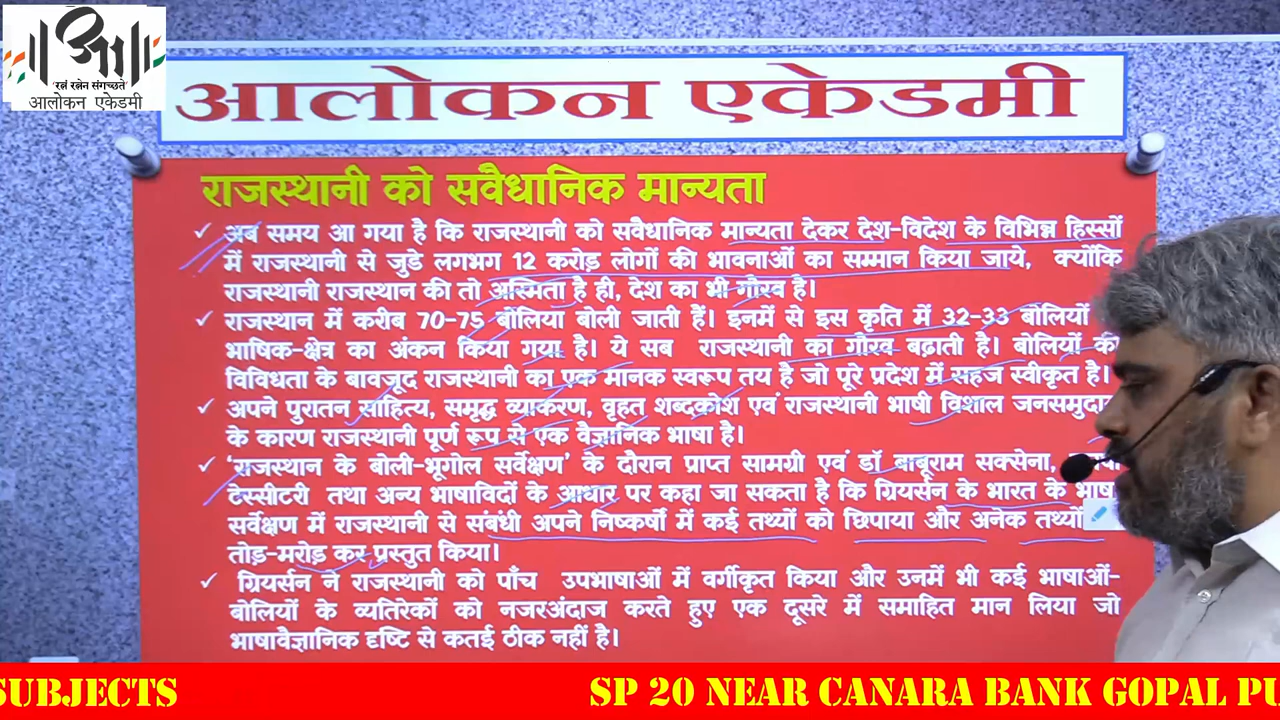 रत्नं रत्नेन संगच्छते
आलोकन एकेडमी
आलोकन एकेडमी
राजस्थानी को सवैधानिक मान्यता
✓ अब समय आ गया है कि राजस्थानी को सवैधानिक मान्यता देकर देश-विदेश के विभिन्न हिस्सों
में राजस्थानी से जुडे लगभग 12 करोड़ लोगों की भावनाओं का सम्मान किया जाये, क्योंकि
राजस्थानी राजस्थान की तो अस्मिता है ही, देश का भी गौरव है।
✓ राजस्थान में करीब 70-75 बोलियां बोली जाती हैं। इनमें से इस कृति में 32-33 बोलियों
भाषिक-क्षेत्र का अंकन किया गया है। ये सब राजस्थानी का गौरव बढ़ाती है। बोलियों की
विविधता के बावजूद राजस्थानी का एक मानक स्वरूप तय है जो पूरे प्रदेश में सहज स्वीकृत है।
✓ अपने पुरातन साहित्य, समृद्ध व्याकरण, वृहत शब्दकोश एवं राजस्थानी भाषी विशाल
के कारण राजस्थानी पूर्ण रूप से एक वैज्ञानिक भाषा है।
✓ 'राजस्थान के बोली-भूगोल सर्वेक्षण' के दौरान प्राप्त सामग्री एवं डॉ बाबूराम सक्सेना,
टेस्सीटरी तथा अन्य भाषाविदों के आधार पर कहा जा सकता है कि ग्रियर्सन के भारत के
सर्वेक्षण में राजस्थानी से संबंधी अपने निष्कर्षो में कई तथ्यों को छिपाया और अनेक तथ्यों
तोड़-मरोड़ कर प्रस्तुत किया।
✓ ग्रियर्सन ने राजस्थानी को पाँच उपभाषाओं में वर्गीकृत किया और उनमें भी कई भाषाओं-
बोलियों के व्यतिरेकों को नजरअंदाज करते हुए एक दूसरे में समाहित मान लिया जो
भाषावैज्ञानिक दृष्टि से कतई ठीक नहीं है।
SUBJECTS SP 20 NEAR CANARA BANK GOPAL